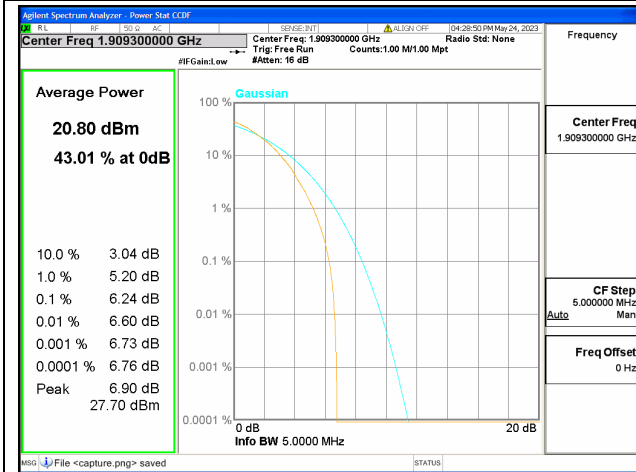 Agilent Spectrum Analyzer - Power Stat CCDF
RL RF 50 Ω AC SENSE:INT ALIGN OFF 04:28:50 PM May 24, 2023
Center Freq 1.909300000 GHz
Center Freq: 1.909300000 GHz Radio Std: None
Trig: Free Run Counts:1.00 M/1.00 Mpt
#IFGain:Low #Atten: 16 dB
Frequency
Average Power
20.80 dBm
43.01 % at 0dB
10.0 % 3.04 dB
1.0 % 5.20 dB
0.1 % 6.24 dB
0.01 % 6.60 dB
0.001 % 6.73 dB
0.0001 % 6.76 dB
Peak 6.90 dB
27.70 dBm
Gaussian
100 %
10 %
1 %
0.1 %
0.01 %
0.001 %
0.0001 %
0 dB 20 dB
Info BW 5.0000 MHz
Center Freq
1.909300000 GHz
CF Step
5.000000 MHz
Auto Man
Freq Offset
0 Hz
MSG File <capture.png> saved STATUS